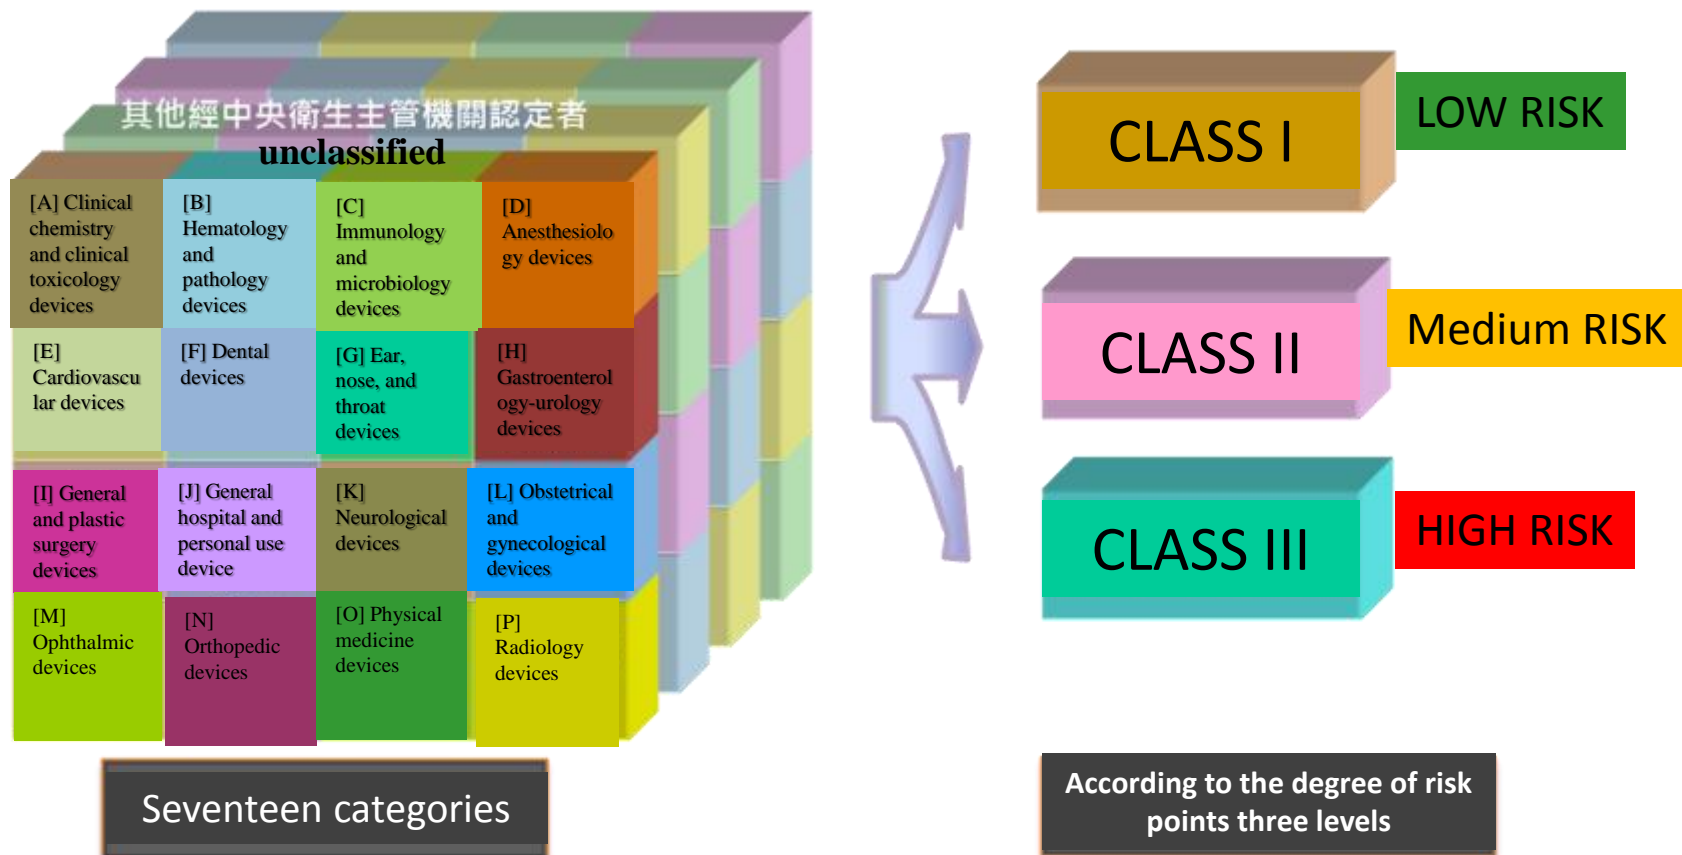 其他經中央衛生主管機關認定者
unclassified
[A] Clinical
chemistry
and clinical
toxicology
devices
[B]
Hematology
and
pathology
devices
[C]
Immunology
and
microbiology
devices
[D]
Anesthesiolo
gy devices
[E]
Cardiovascu
lar devices
[F] Dental
devices
[G] Ear,
nose, and
throat
devices
[H]
Gastroenterol
ogy-urology
devices
[I] General
and plastic
surgery
devices
[J] General
hospital and
personal use
device
[K]
Neurological
devices
[L] Obstetrical
and
gynecological
devices
[M]
Ophthalmic
devices
[N]
Orthopedic
devices
[O] Physical
medicine
devices
[P]
Radiology
devices
Seventeen categories
CLASS I
LOW RISK
CLASS II
Medium RISK
CLASS III
HIGH RISK
According to the degree of risk
points three levels